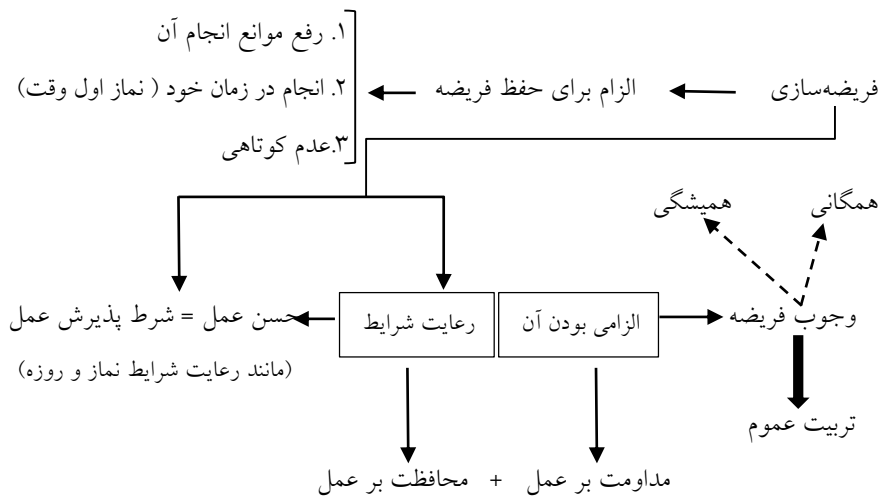 ۱. رفع موانع انجام آن
فریضه‌سازی
الزام برای حفظ فریضه
۲. انجام در زمان خود ( نماز اول وقت)
۳.عدم کوتاهی
همگانی
همیشگی
وجوب فریضه
الزامی بودن آن
رعایت شرایط
حسن عمل = شرط پذیرش عمل
(مانند رعایت شرایط نماز و روزه)
تربیت عموم
مداومت بر عمل + محافظت بر عمل